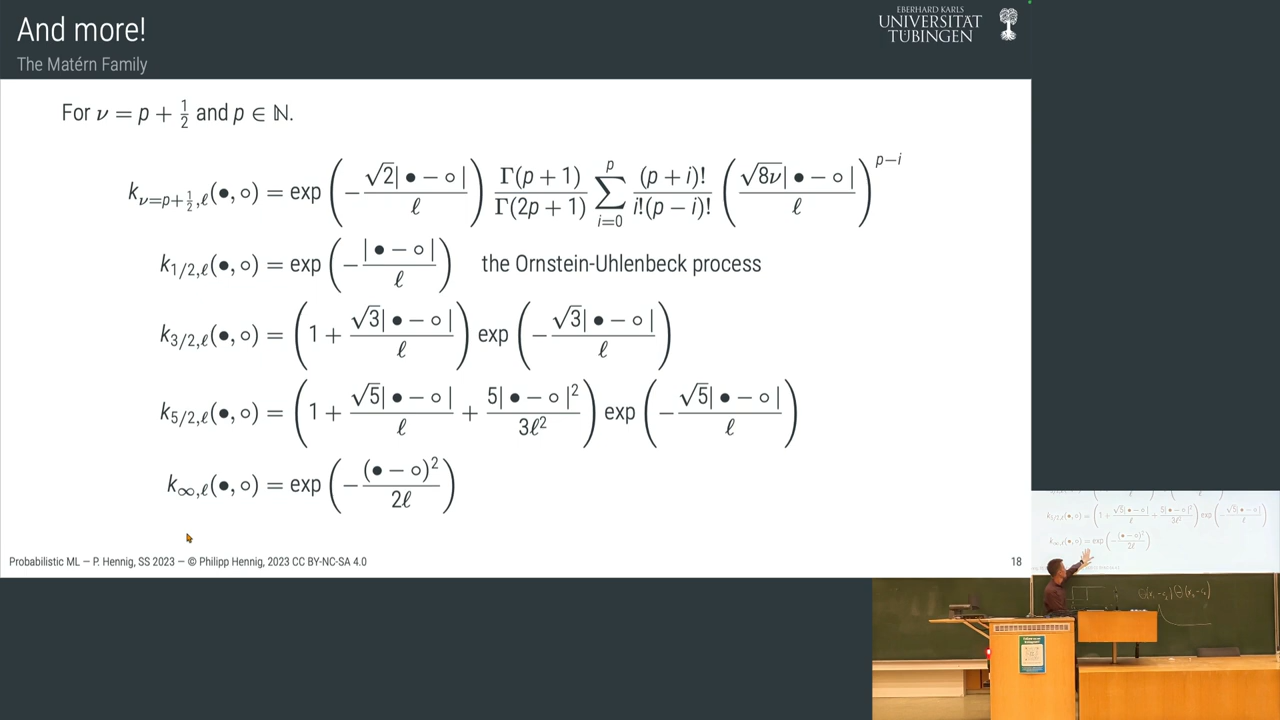 And more!
The Matérn Family
EBERHARD KARLS
UNIVERSITÄT
TÜBINGEN
For ν = p + 1/2 and p ∈ ℕ.
k_{ν=p+1/2,ℓ}(●, ○) = exp(−√2|● − ○|/ℓ) Γ(p + 1)/Γ(2p + 1) ∑_{i=0}^{p} (p + i)!/i!(p − i)! (√8ν|● − ○|/ℓ)^{p−i}
k_{1/2,ℓ}(●, ○) = exp(−|● − ○|/ℓ) the Ornstein-Uhlenbeck process
k_{3/2,ℓ}(●, ○) = (1 + √3|● − ○|/ℓ) exp(−√3|● − ○|/ℓ)
k_{5/2,ℓ}(●, ○) = (1 + √5|● − ○|/ℓ + 5|● − ○|²/3ℓ²) exp(−√5|● − ○|/ℓ)
k_{∞,ℓ}(●, ○) = exp(−(● − ○)²/2ℓ)
Probabilistic ML — P. Hennig, SS 2023 — © Philipp Hennig, 2023 CC BY-NC-SA 4.0
18